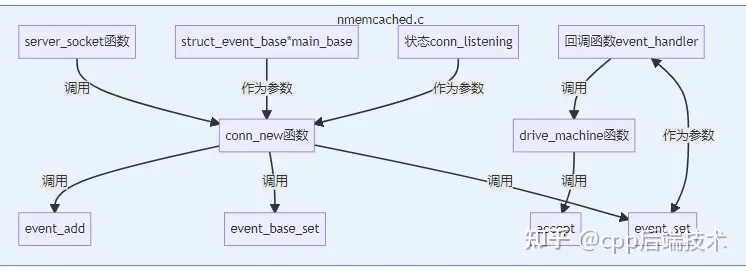 nmemcached.c
server_socket函数
struct_event_base*main_base
状态conn_listening
回调函数event_handler
调用
作为参数
作为参数
调用
conn_new函数
drive_machine函数
作为参数
调用
调用
调用
调用
event_add
event_base_set
accept
event_set
知乎 @cpp后端技术